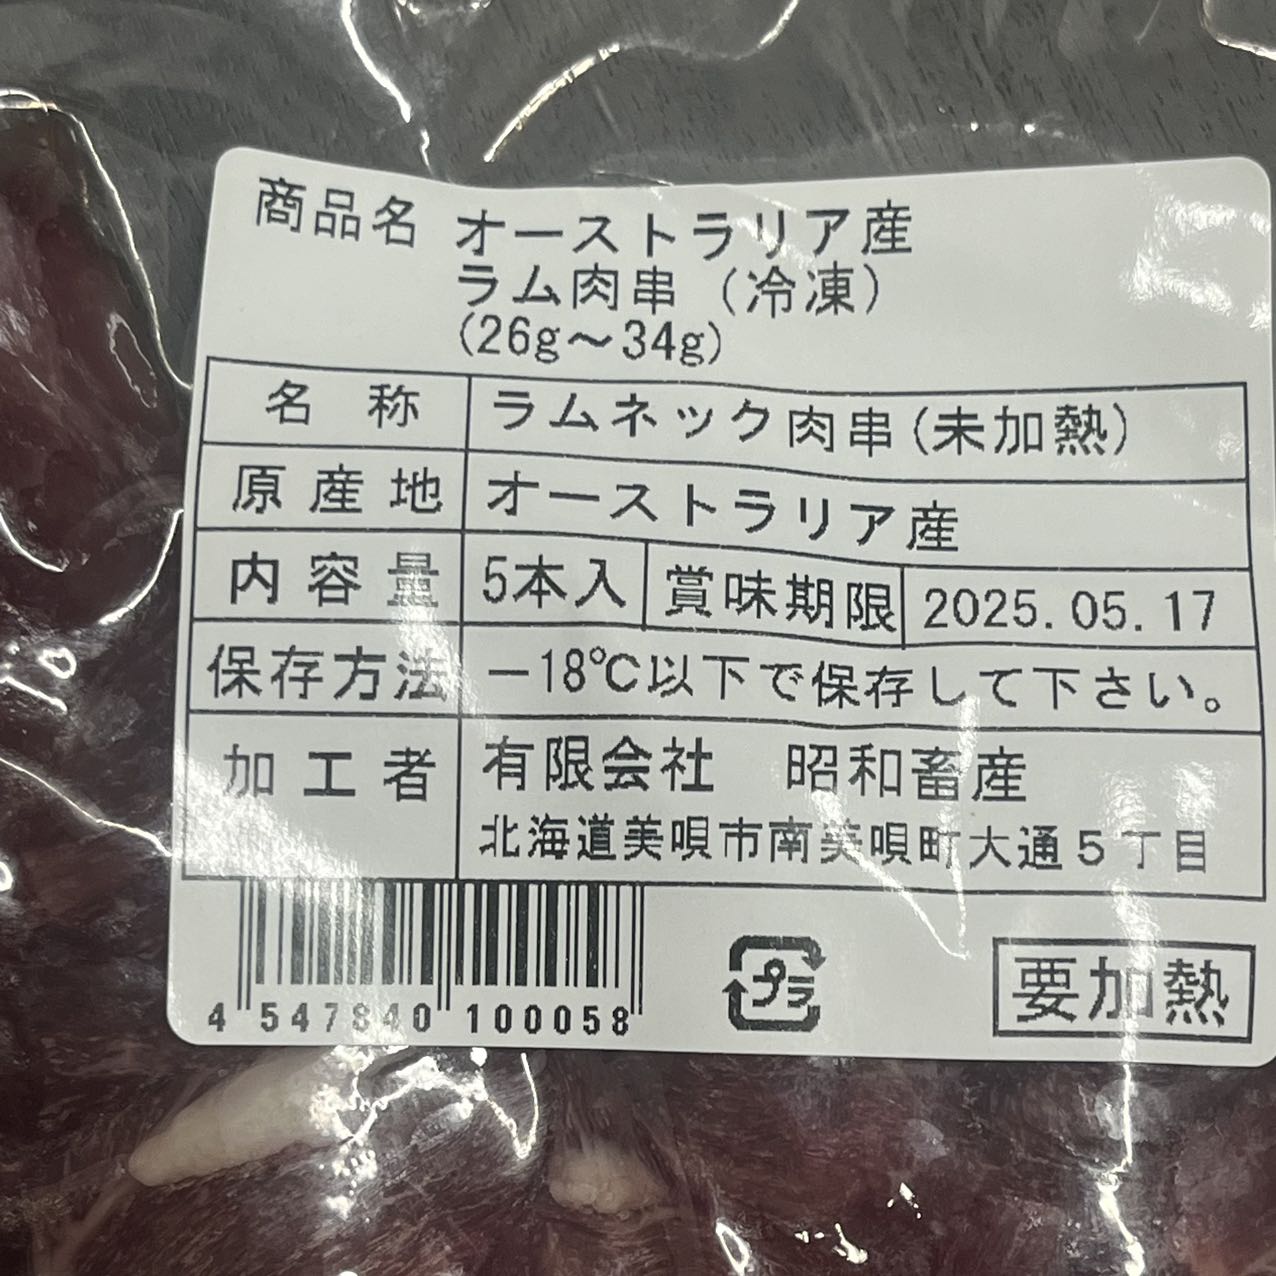 商品名 オーストラリア産
ラム肉串（冷凍）
(26g～34g)
名称 ラムネック肉串(未加熱)
原産地 オーストラリア産
内容量 5本入 賞味期限 2025.05.17
保存方法 －18℃以下で保存して下さい。
加工者 有限会社　昭和畜産
北海道美唄市南美唄町大通５丁目
4 547840 100058
プラ
要加熱